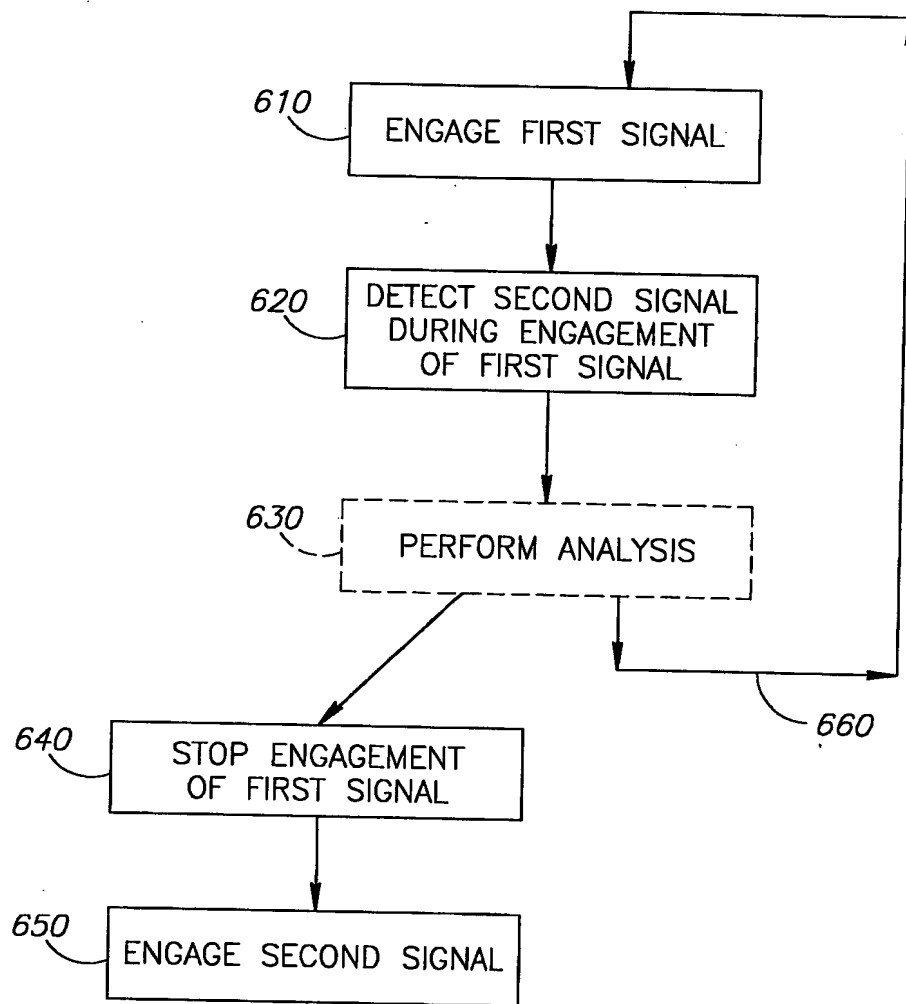 610
ENGAGE FIRST SIGNAL
620
DETECT SECOND SIGNAL
DURING ENGAGEMENT
OF FIRST SIGNAL
630
PERFORM ANALYSIS
660
640
STOP ENGAGEMENT
OF FIRST SIGNAL
650
ENGAGE SECOND SIGNAL